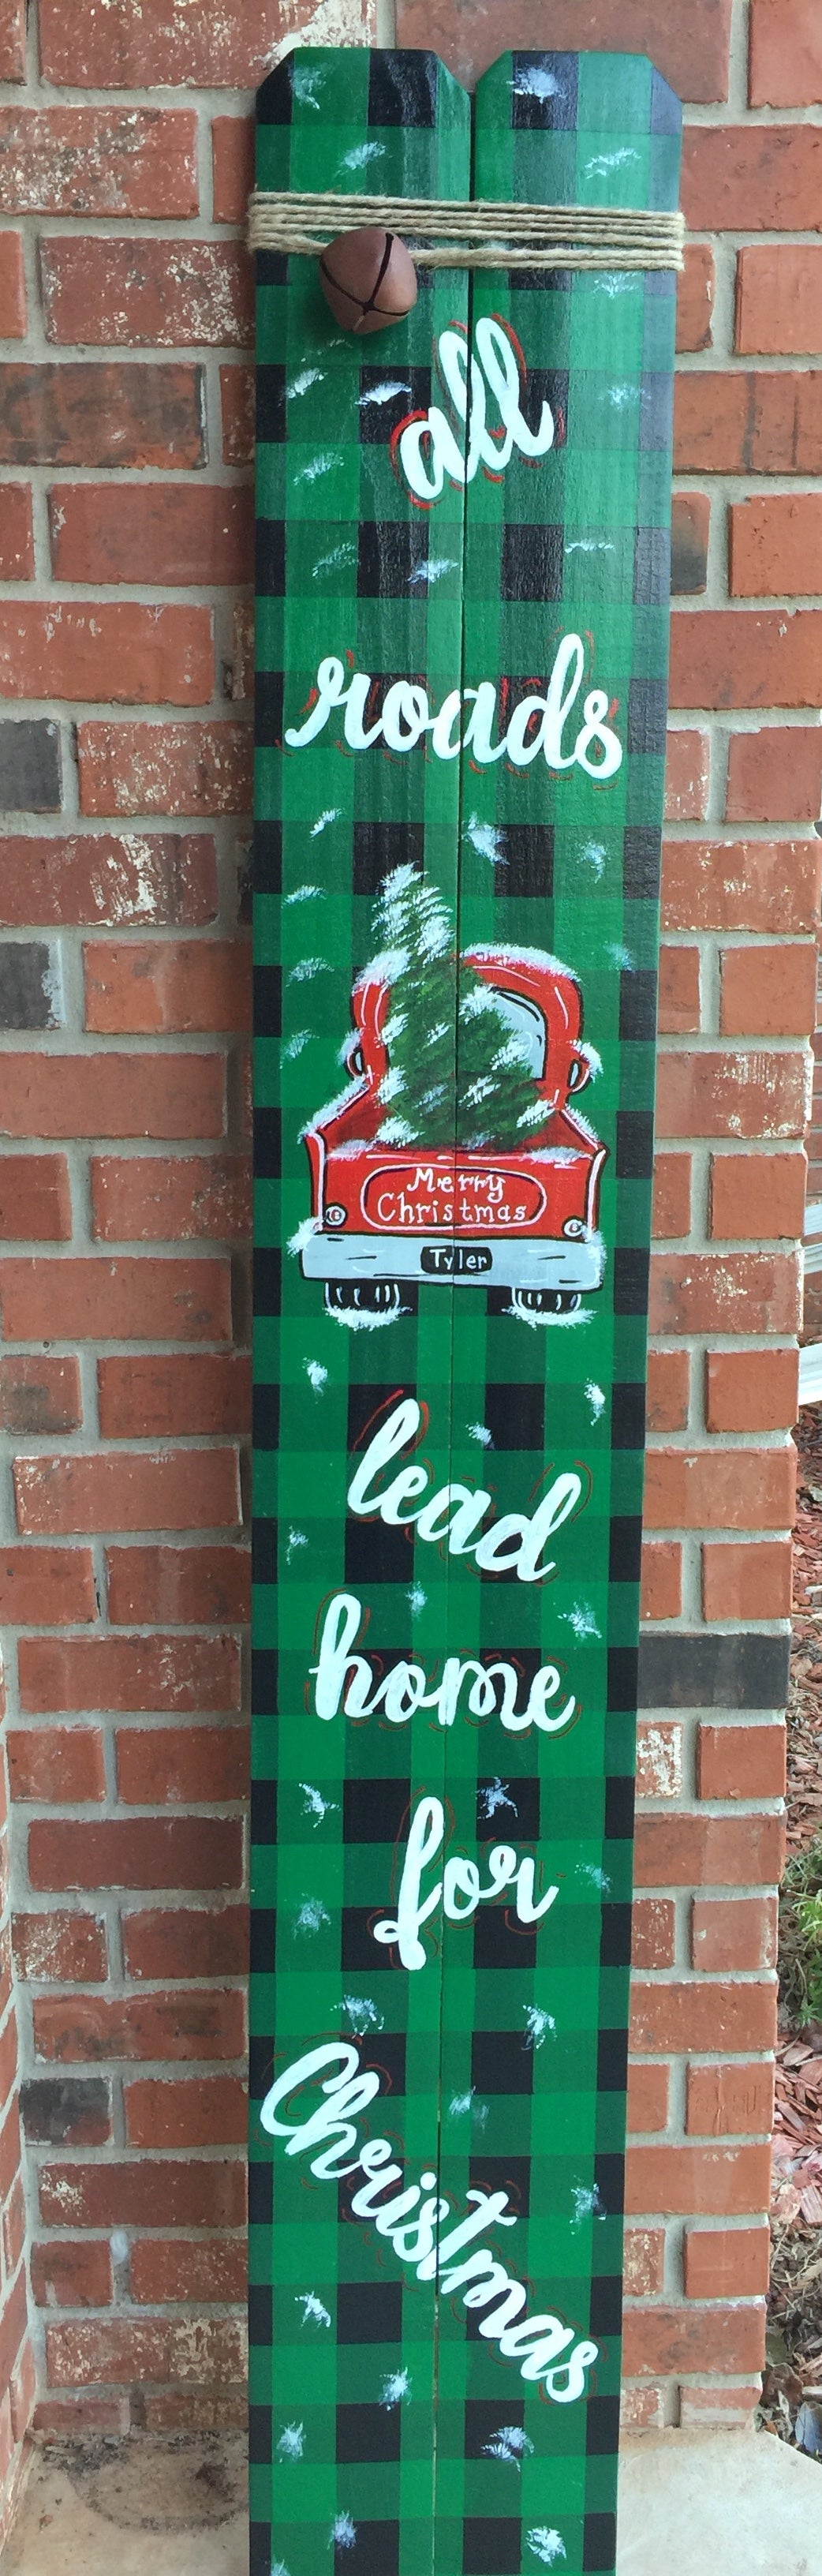 all
roads
Merry
Christmas
Tyler
lead
home
for
Christmas